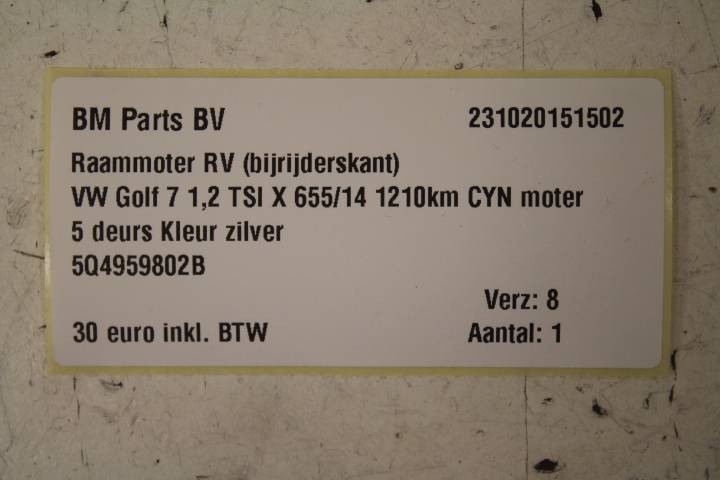 BM Parts BV 231020151502
Raammoter RV (bijrijderskant)
VW Golf 7 1,2 TSI X 655/14 1210km CYN moter
5 deurs Kleur zilver
5Q4959802B
Verz: 8
30 euro inkl. BTW Aantal: 1